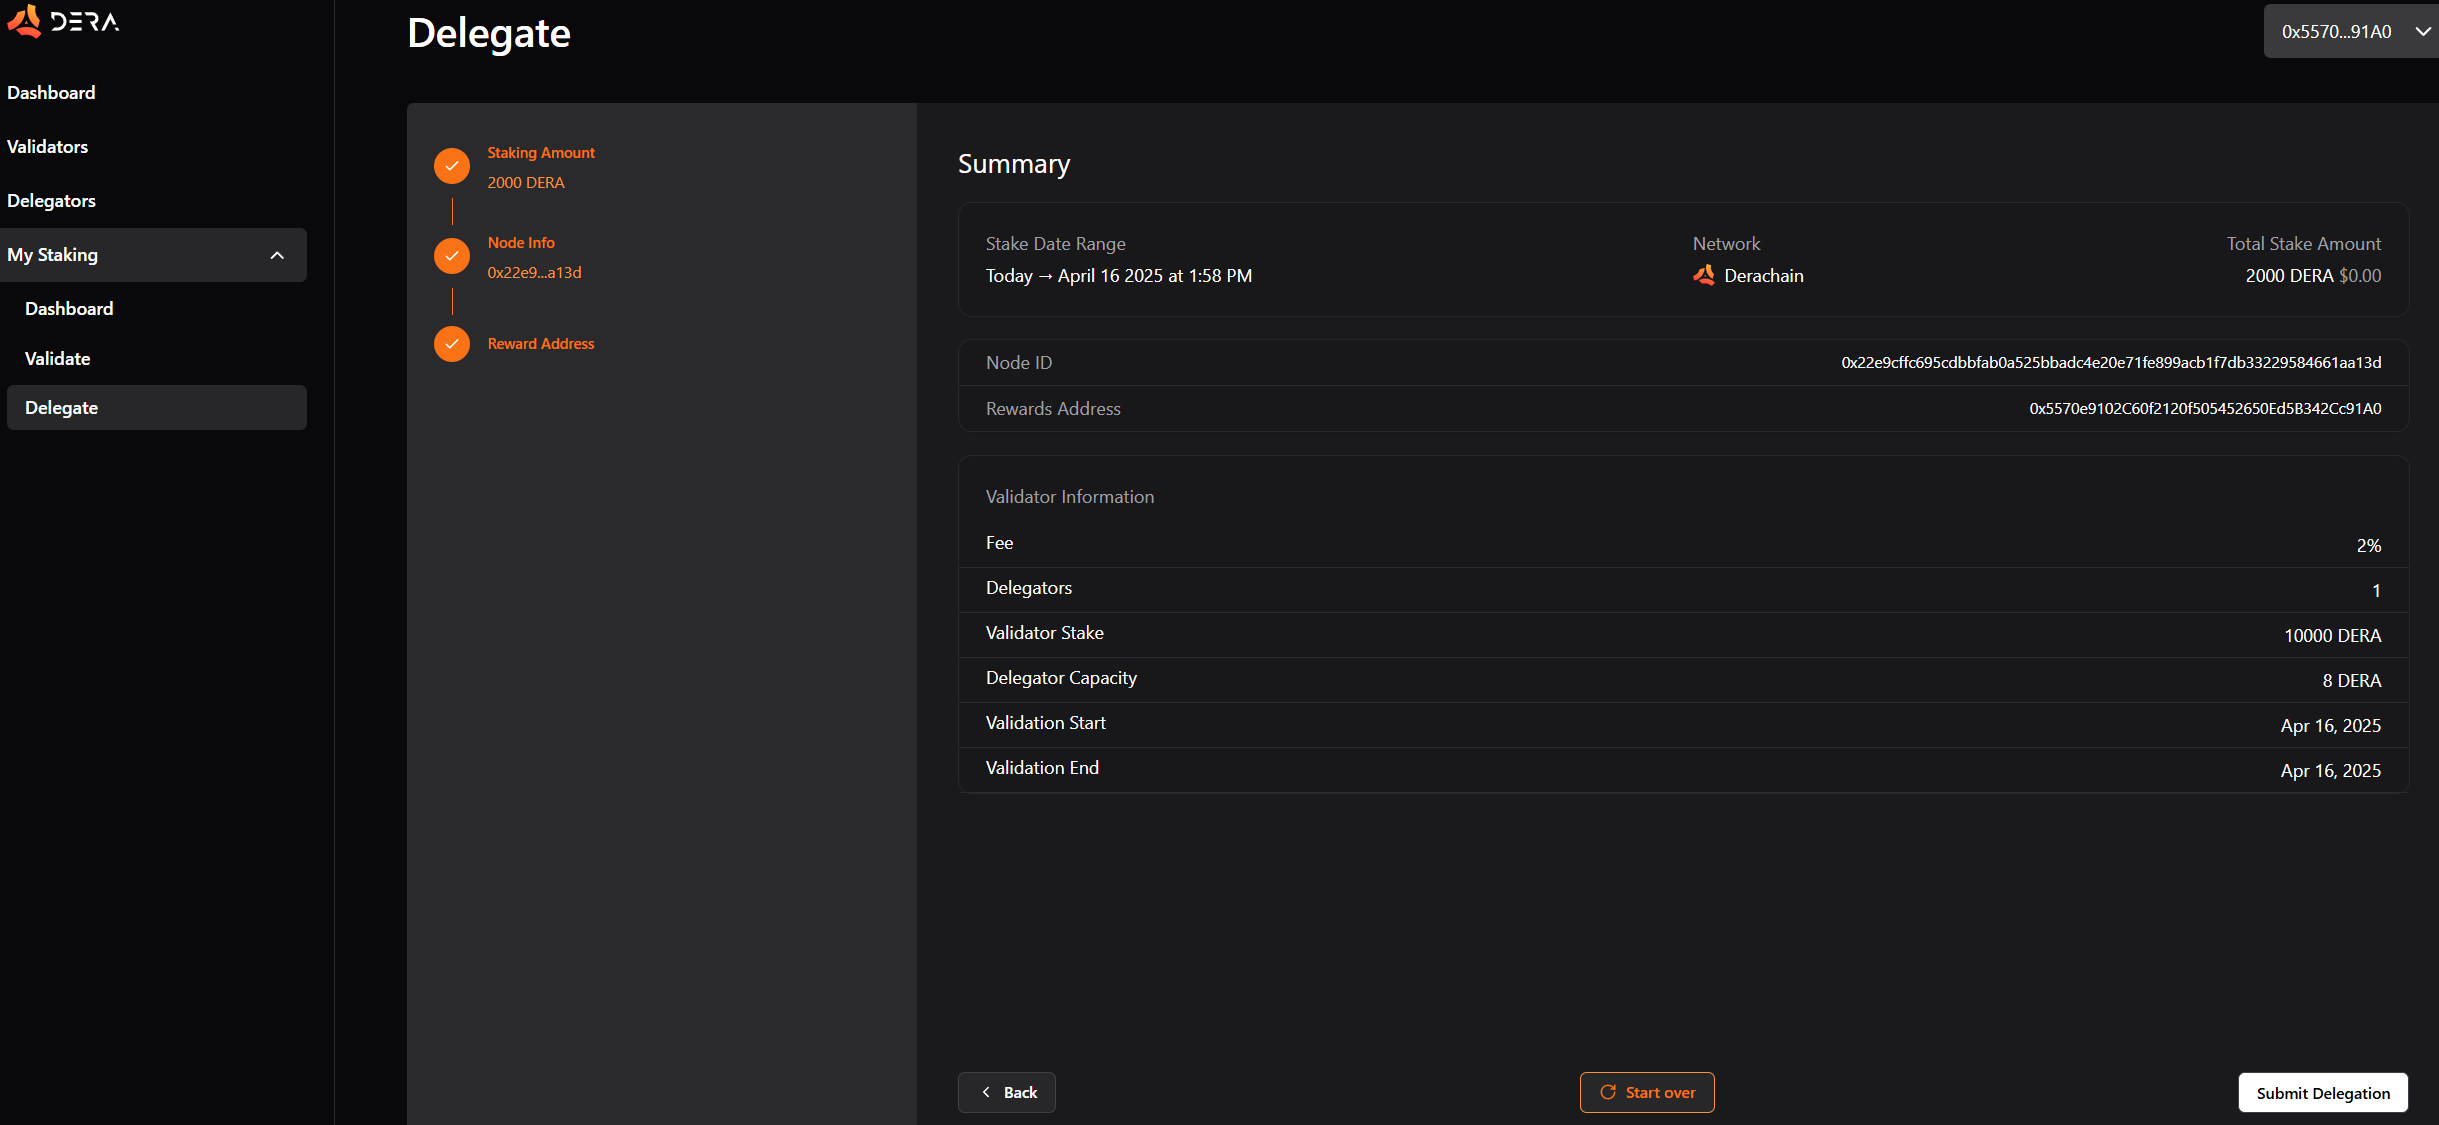 DERA
Delegate
0x5570...91A0
Dashboard
Validators
Delegators
My Staking
Dashboard
Validate
Delegate
Staking Amount
2000 DERA
Node Info
0x22e9...a13d
Reward Address
Summary
Stake Date Range
Today → April 16 2025 at 1:58 PM
Network
Derachain
Total Stake Amount
2000 DERA $0.00
Node ID
0x22e9cffc695cdbbfab0a525bbadc4e20e71fe899acb1f7db33229584661aa13d
Rewards Address
0x5570e9102C60f2120f505452650Ed5B342Cc91A0
Validator Information
Fee
2%
Delegators
1
Validator Stake
10000 DERA
Delegator Capacity
8 DERA
Validation Start
Apr 16, 2025
Validation End
Apr 16, 2025
Back
Start over
Submit Delegation